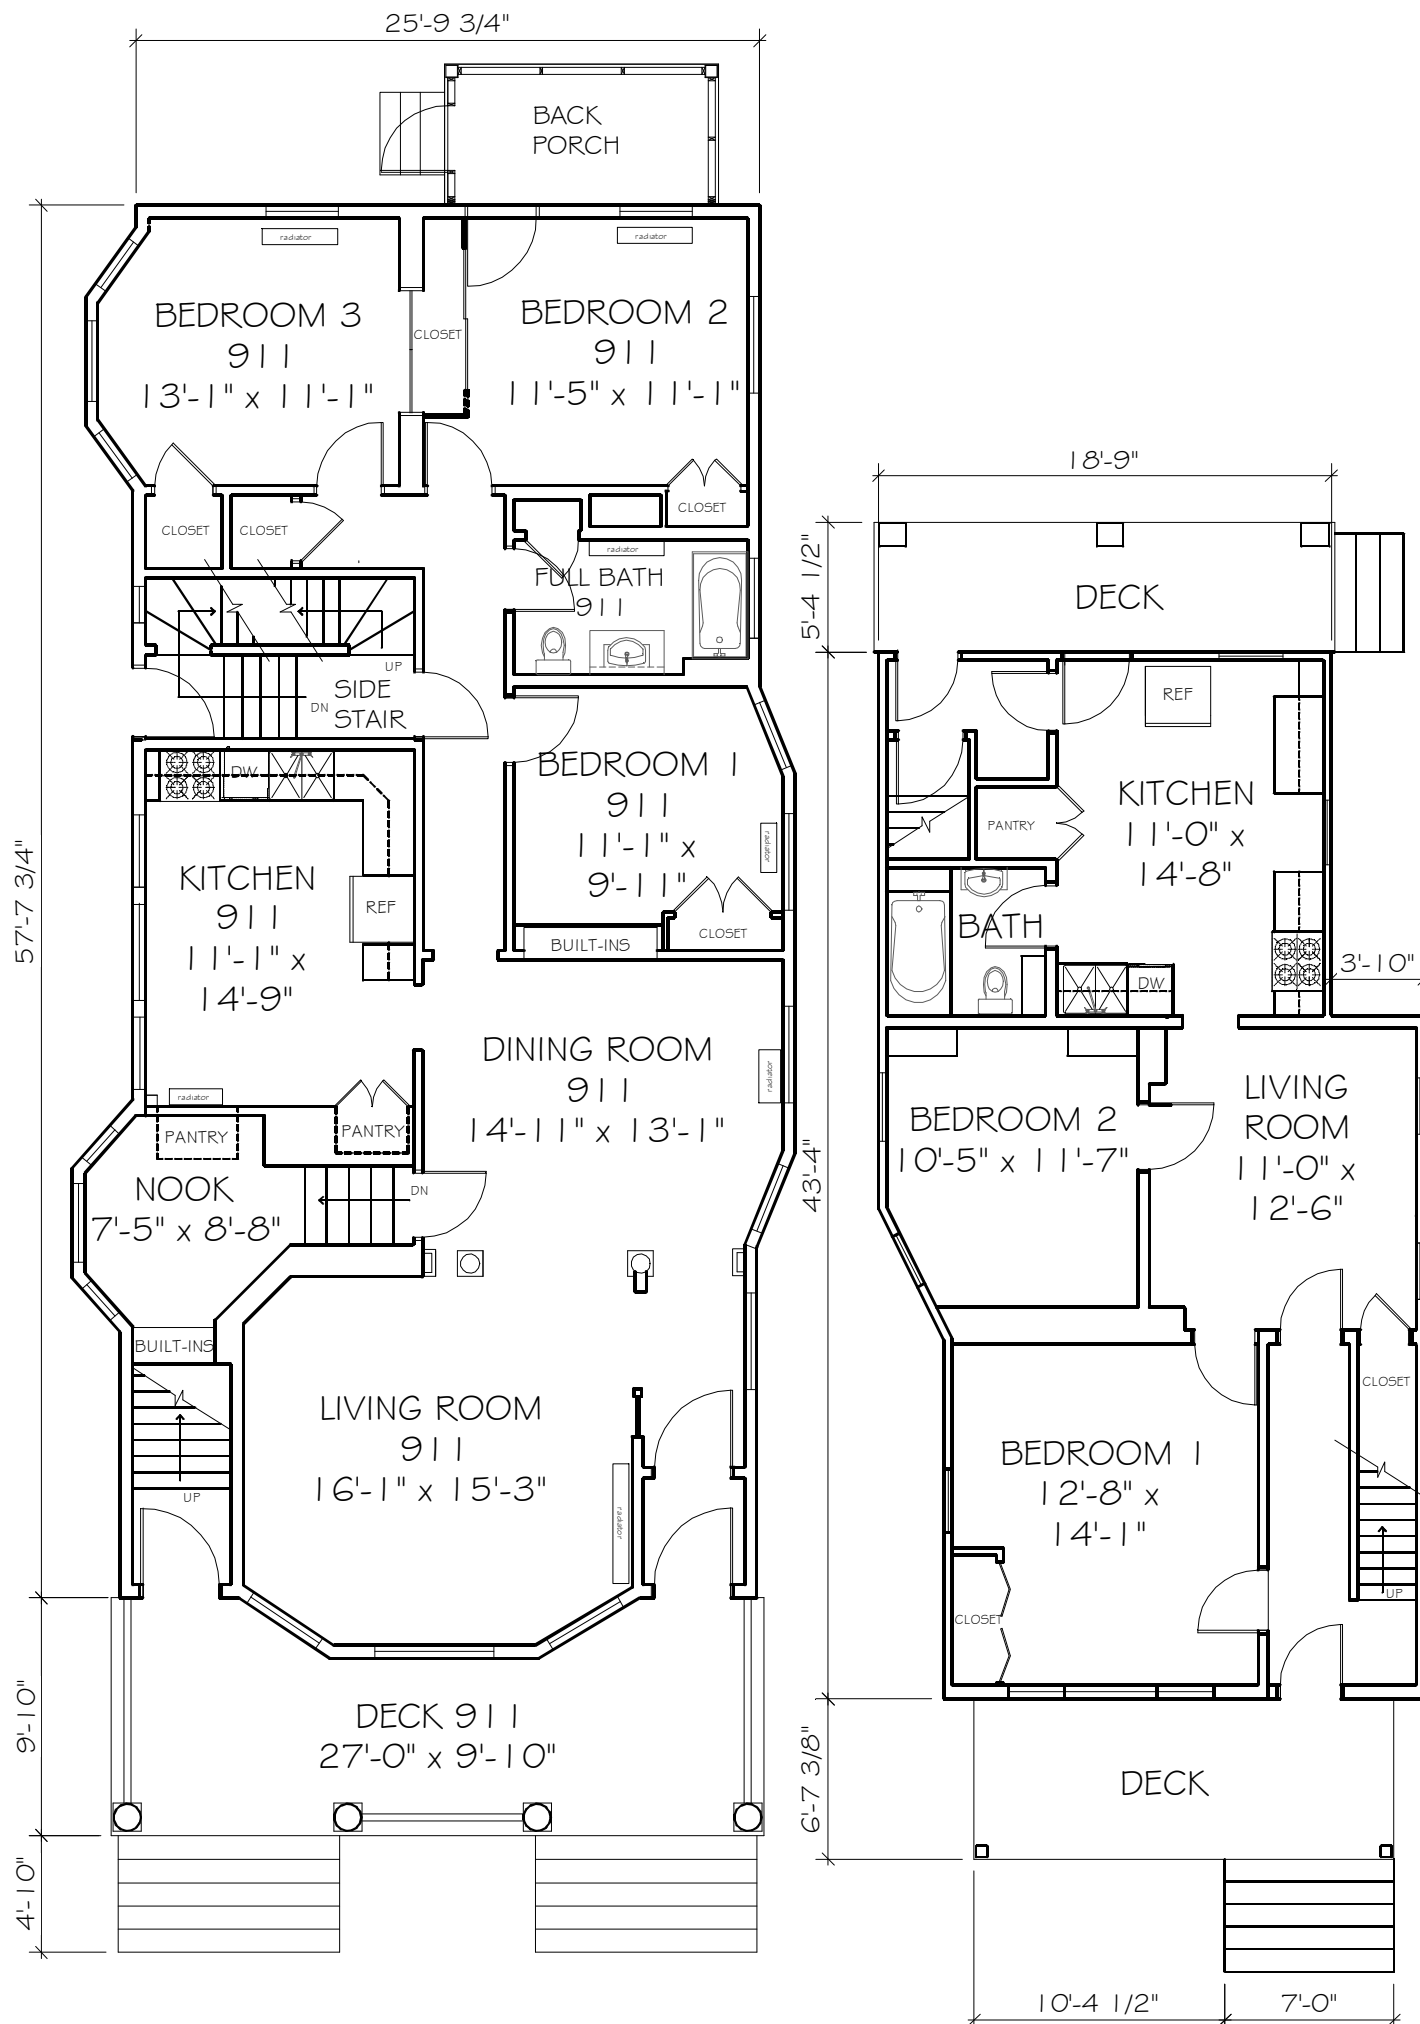 25'-9 3/4"
BACK
PORCH
radiator
radiator
BEDROOM 3
911
13'-1" x 11'-1"
CLOSET
BEDROOM 2
911
11'-5" x 11'-1"
CLOSET
CLOSET
CLOSET
radiator
FULL BATH
911
UP
SIDE
STAIR
DN
57'-7 3/4"
DW
KITCHEN
911
11'-1" x
14'-9"
REF
radiator
BEDROOM 1
911
11'-1" x
9'-11"
radiator
CLOSET
BUILT-INS
DINING ROOM
911
14'-11" x 13'-1"
radiator
PANTRY
PANTRY
NOOK
7'-5" x 8'-8"
DN
BUILT-INS
UP
LIVING ROOM
911
16'-1" x 15'-3"
radiator
DECK 911
27'-0" x 9'-10"
9'-10"
4'-10"
18'-9"
5'-4 1/2"
DECK
REF
KITCHEN
11'-0" x
14'-8"
PANTRY
BATH
DW
3'-10"
43'-4"
BEDROOM 2
10'-5" x 11'-7"
LIVING
ROOM
11'-0" x
12'-6"
CLOSET
BEDROOM 1
12'-8" x
14'-1"
CLOSET
UP
6'-7 3/8"
DECK
10'-4 1/2"
7'-0"